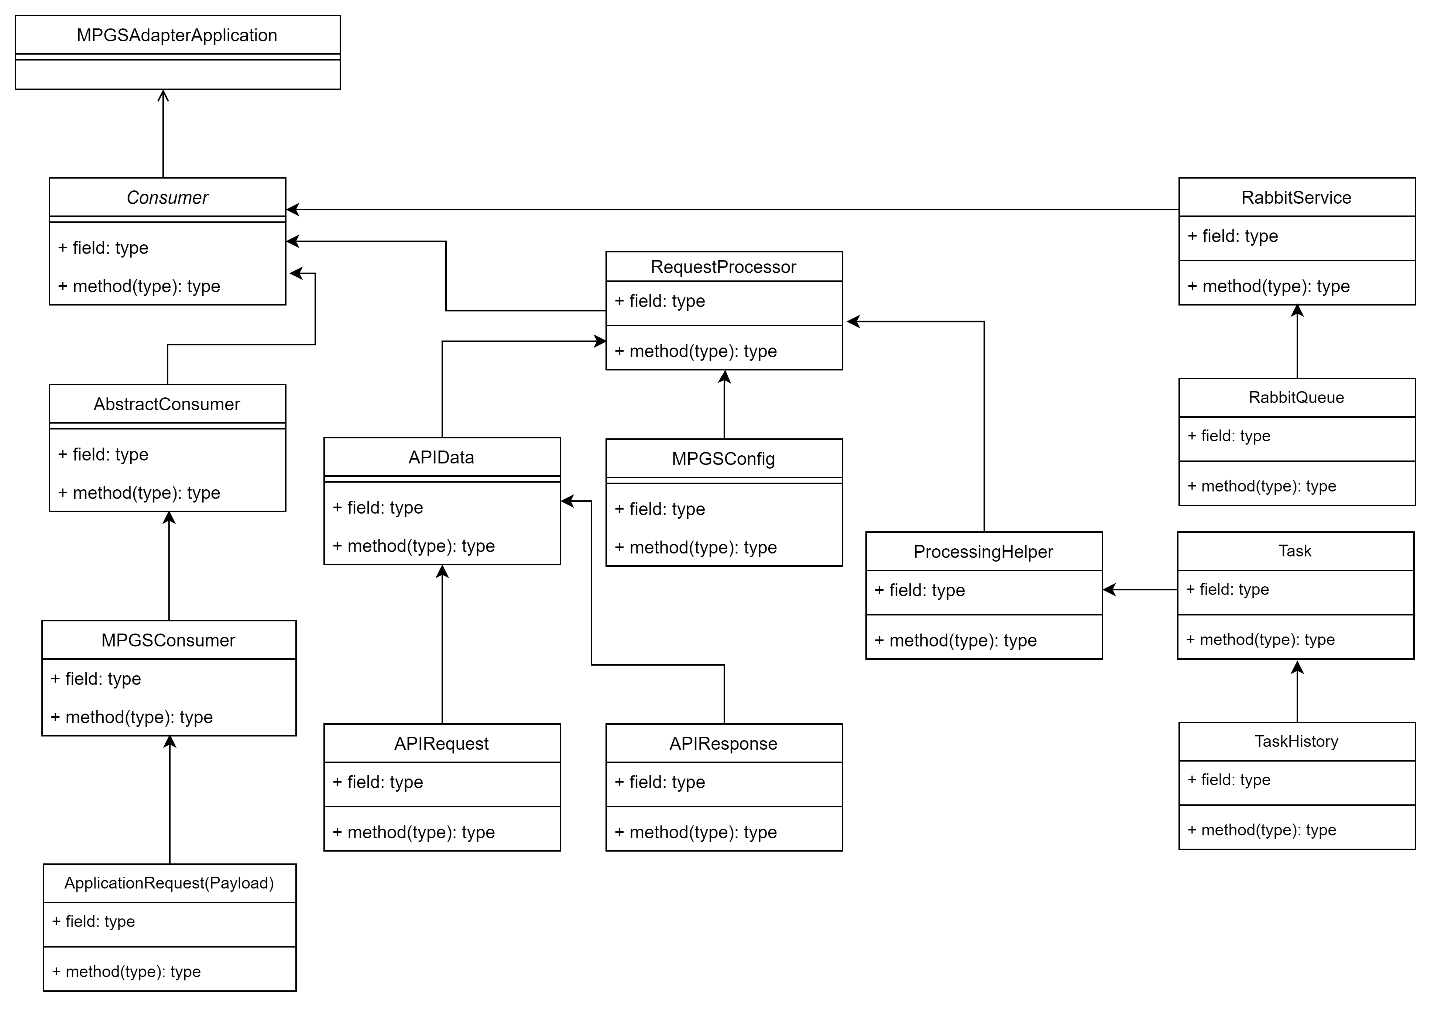 MPGSAdapterApplication
Consumer
+ field: type
+ method(type): type
RabbitService
+ field: type
+ method(type): type
RequestProcessor
+ field: type
+ method(type): type
AbstractConsumer
+ field: type
+ method(type): type
RabbitQueue
+ field: type
+ method(type): type
APIData
+ field: type
+ method(type): type
MPGSConfig
+ field: type
+ method(type): type
ProcessingHelper
+ field: type
+ method(type): type
Task
+ field: type
+ method(type): type
MPGSConsumer
+ field: type
+ method(type): type
APIRequest
+ field: type
+ method(type): type
APIResponse
+ field: type
+ method(type): type
TaskHistory
+ field: type
+ method(type): type
ApplicationRequest(Payload)
+ field: type
+ method(type): type